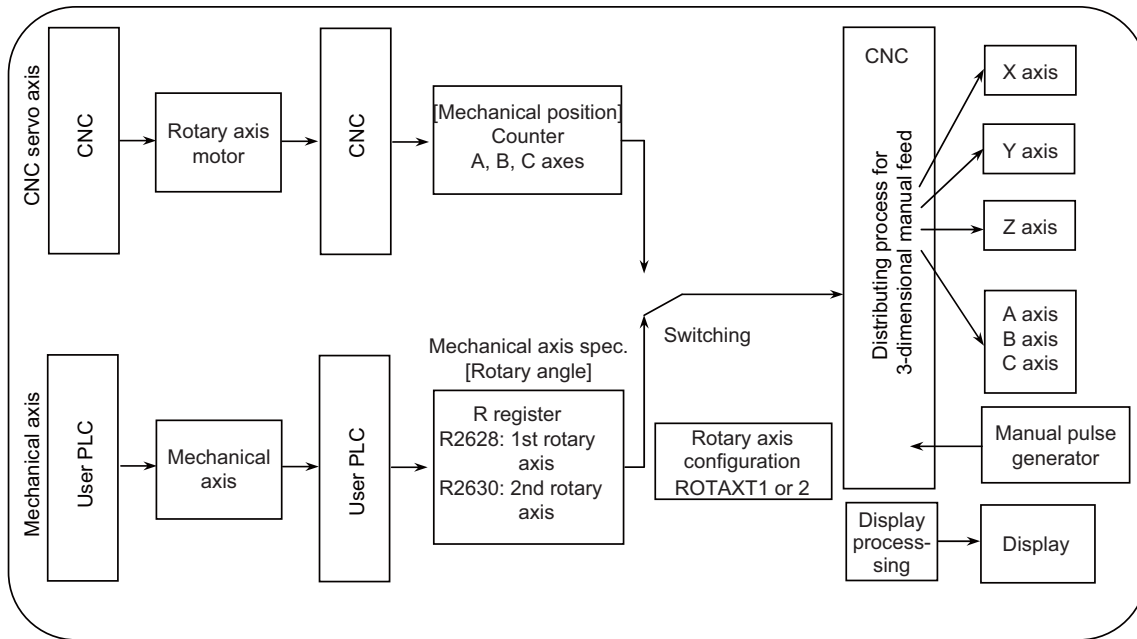 CNC servo axis
CNC
Rotary axis
motor
CNC
[Mechanical position]
Counter
A, B, C axes
Mechanical axis
User PLC
Mechanical
axis
User PLC
Mechanical axis spec.
[Rotary angle]
R register
R2628: 1st rotary
axis
R2630: 2nd rotary
axis
Switching
Rotary axis
configuration
ROTAXT1 or 2
CNC
Distributing process for
3-dimensional manual feed
X axis
Y axis
Z axis
A axis
B axis
C axis
Manual pulse
generator
Display
process-
sing
Display